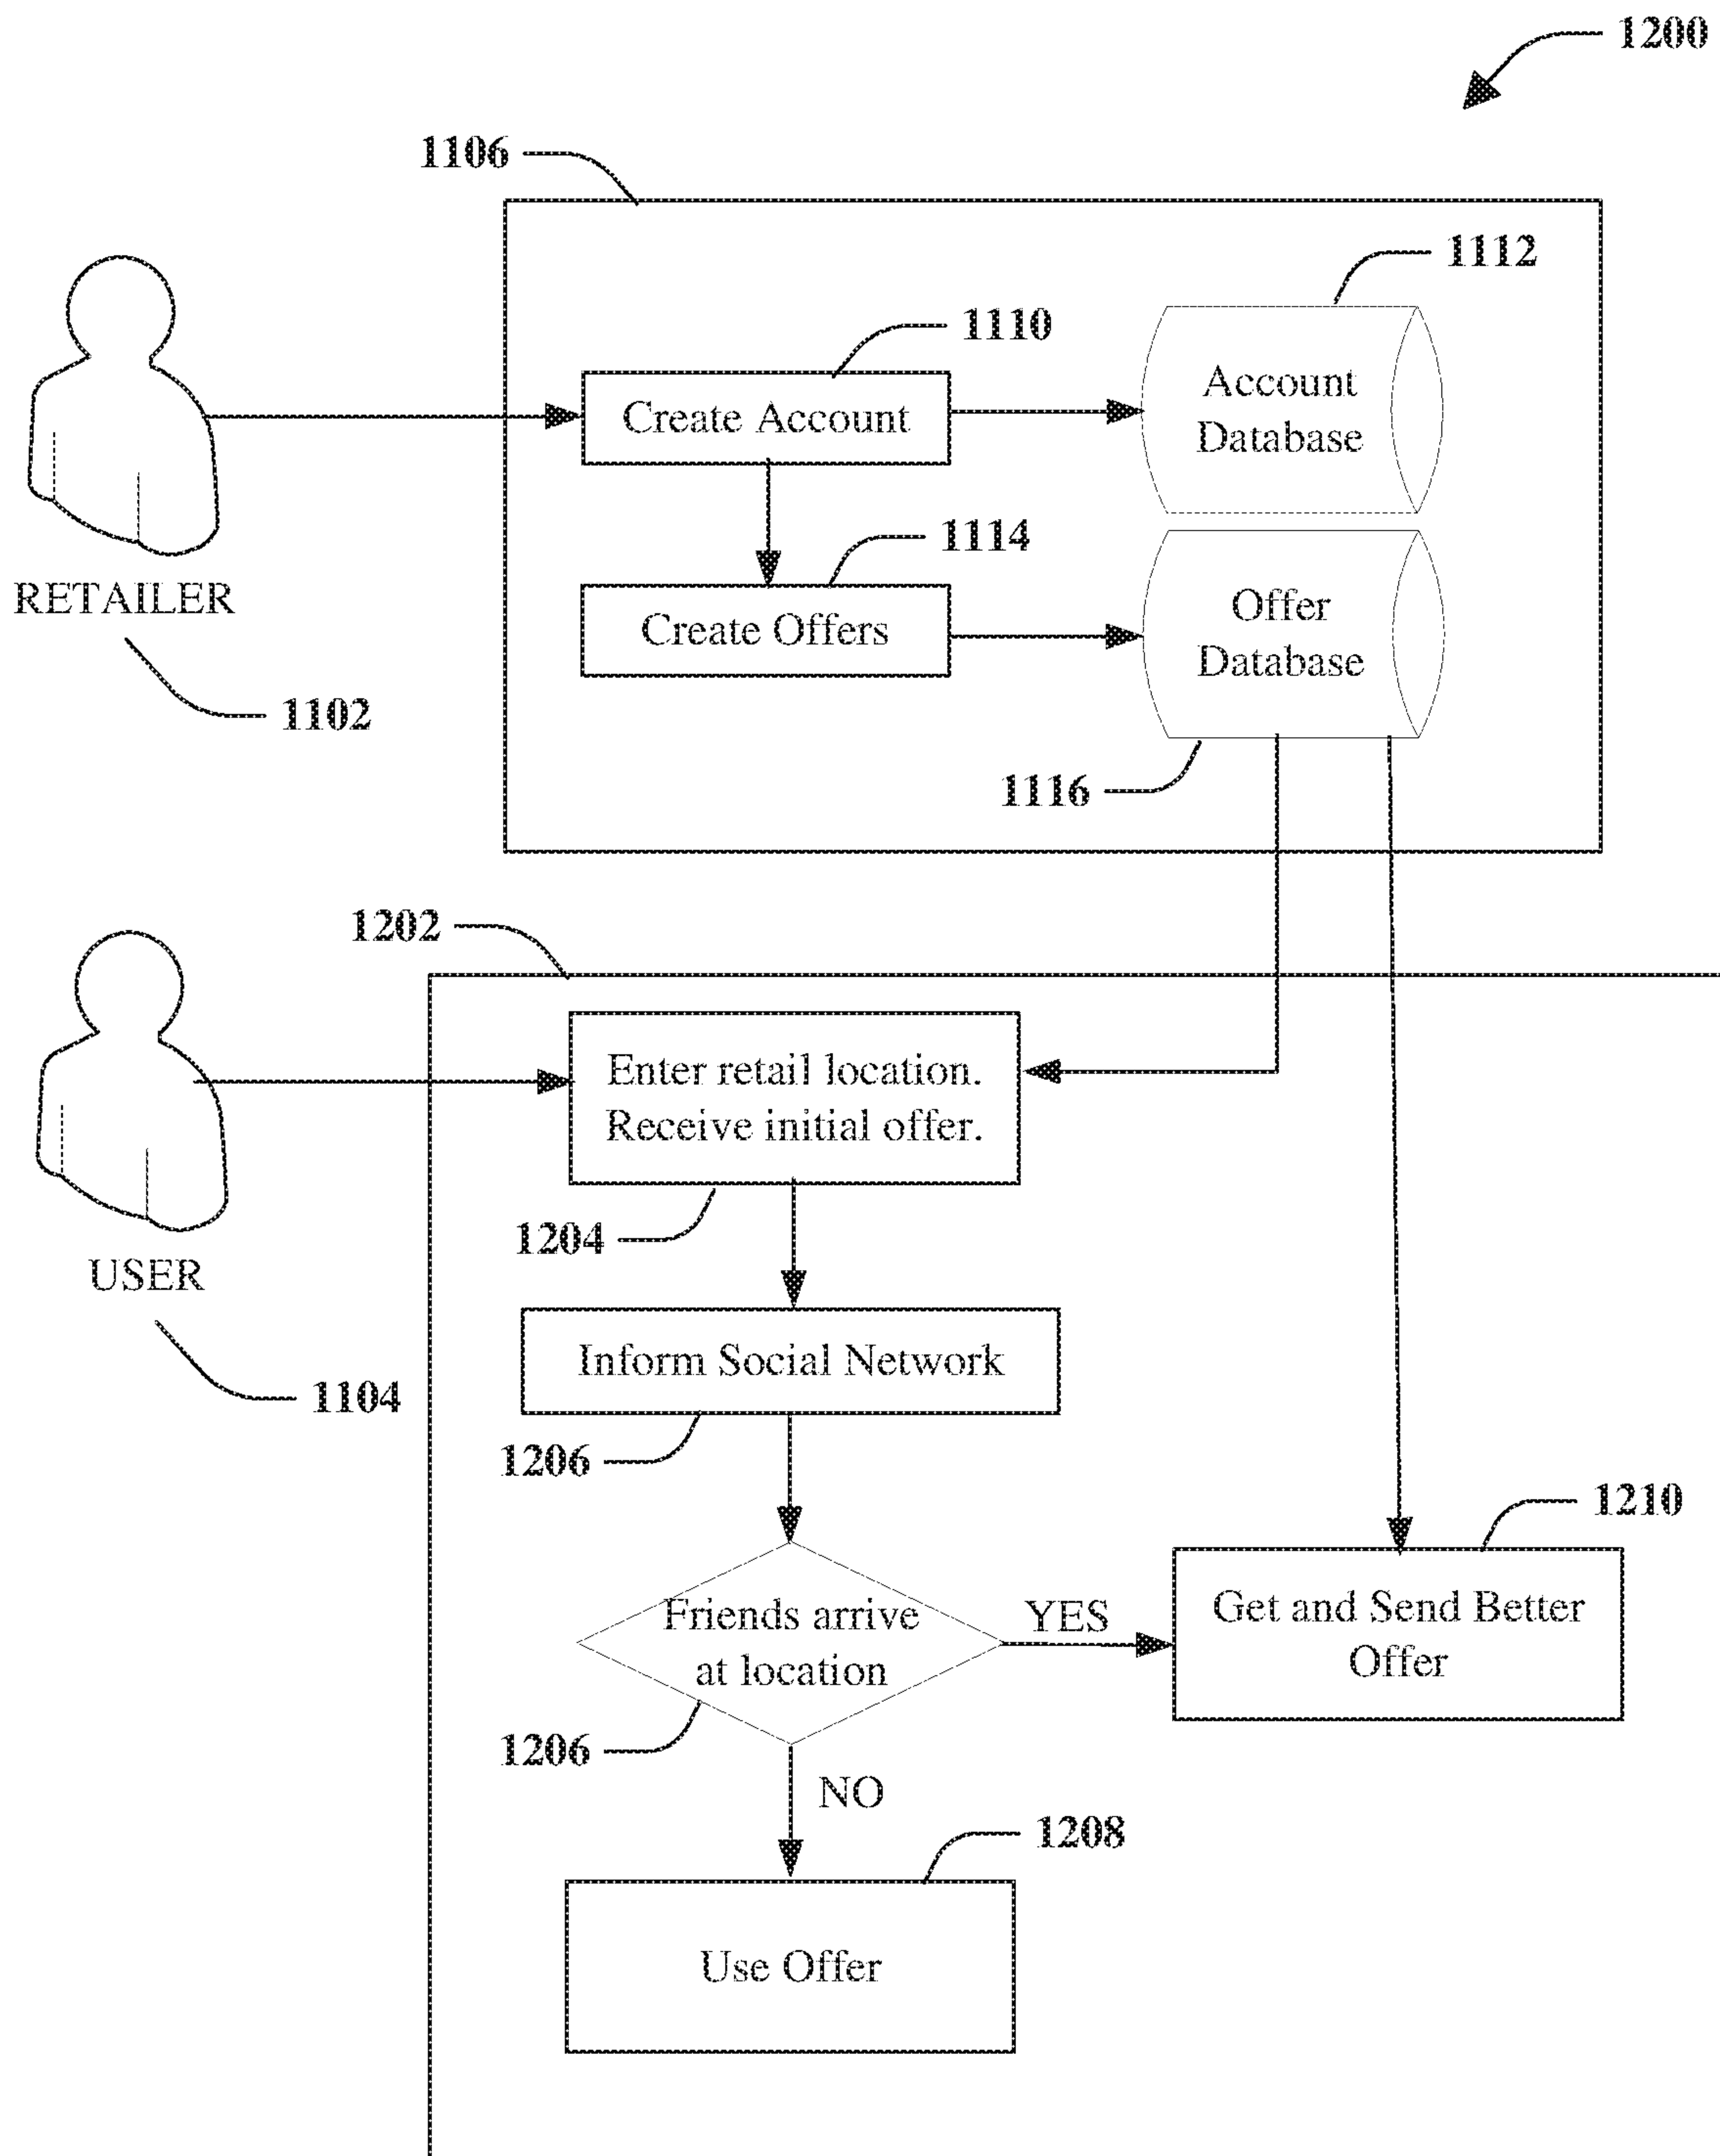 1200
1106
1112
1110
Account
Database
Create Account
1114
Offer
Database
Create Offers
RETAILER
1102
1116
1202
Enter retail location.
Receive initial offer.
1204
USER
Inform Social Network
1104
1206
1210
Friends arrive
at location
YES
Get and Send Better
Offer
1206
NO
1208
Use Offer